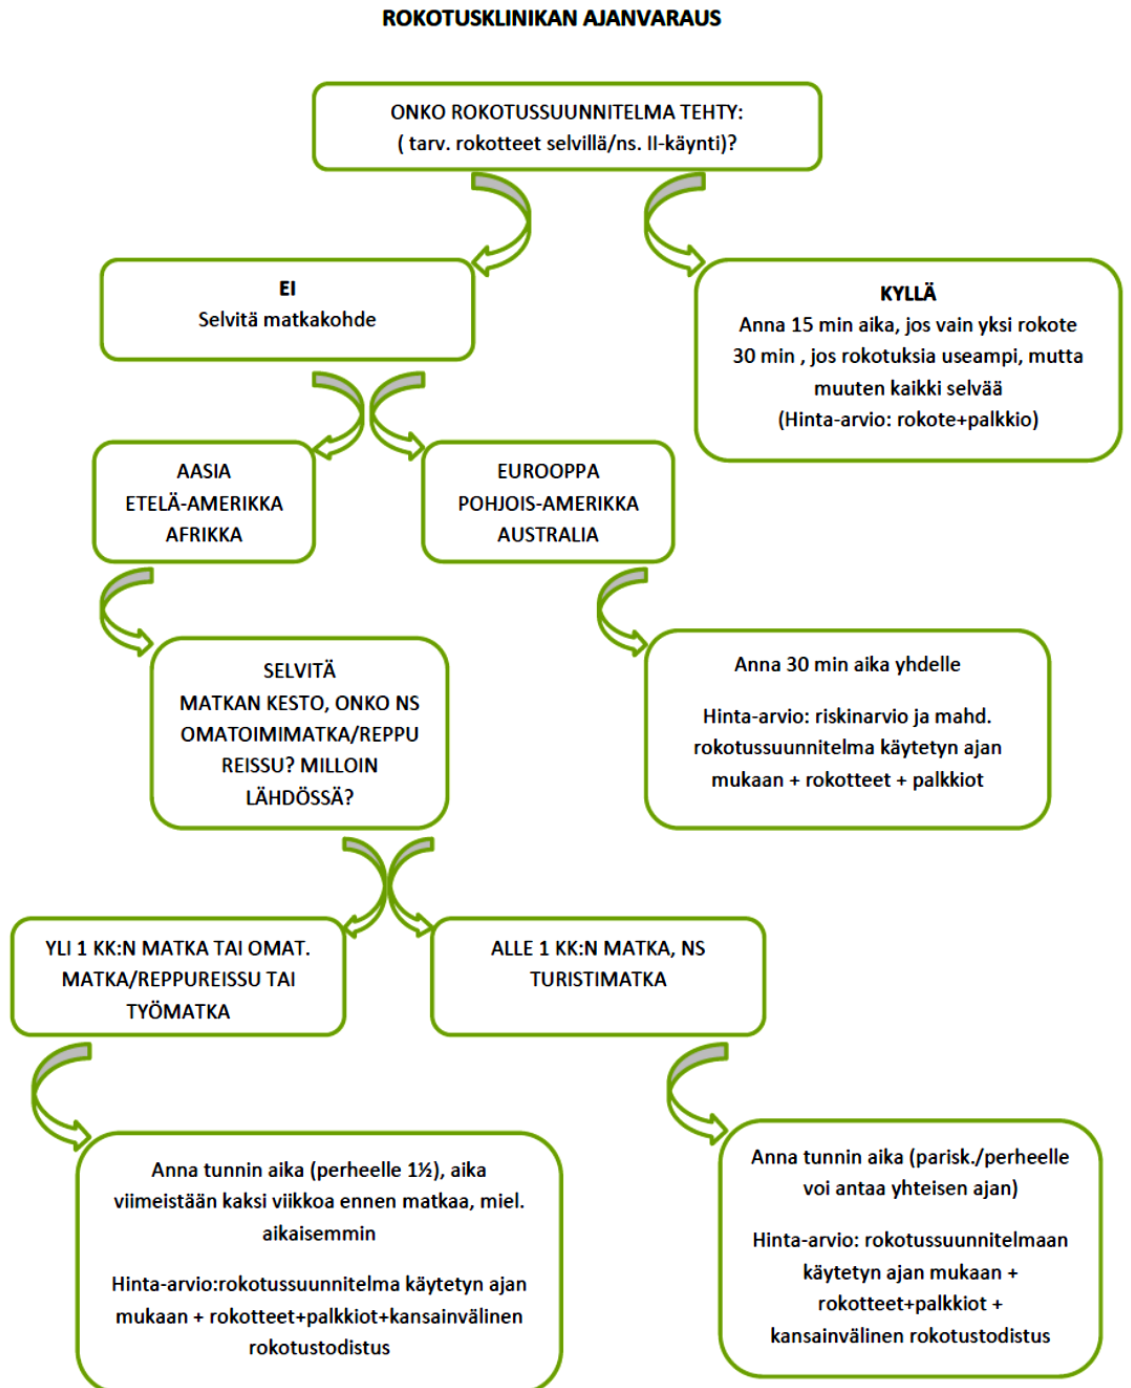 ROKOTUSKLINIKAN AJANVARAUS
ONKO ROKOTUSSUUNNITELMA TEHTY:
( tarv. rokotteet selvillä/ns. II-käynti)?
EI
Selvitä matkakohde
KYLLÄ
Anna 15 min aika, jos vain yksi rokote
30 min , jos rokotuksia useampi, mutta
muuten kaikki selvää
(Hinta-arvio: rokote+palkkio)
AASIA
ETELÄ-AMERIKKA
AFRIKKA
EUROOPPA
POHJOIS-AMERIKKA
AUSTRALIA
SELVITÄ
MATKAN KESTO, ONKO NS
OMATOIMIMATKA/REPPU
REISSU? MILLOIN
LÄHDÖSSÄ?
Anna 30 min aika yhdelle
Hinta-arvio: riskinarvio ja mahd.
rokotussuunnitelma käytetyn ajan
mukaan + rokotteet + palkkiot
YLI 1 KK:N MATKA TAI OMAT.
MATKA/REPPUREISSU TAI
TYÖMATKA
ALLE 1 KK:N MATKA, NS
TURISTIMATKA
Anna tunnin aika (perheelle 1½), aika
viimeistään kaksi viikkoa ennen matkaa, miel.
aikaisemmin
Hinta-arvio:rokotussuunnitelma käytetyn ajan
mukaan + rokotteet+palkkiot+kansainvälinen
rokotustodistus
Anna tunnin aika (parisk./perheelle
voi antaa yhteisen ajan)
Hinta-arvio: rokotussuunnitelmaan
käytetyn ajan mukaan +
rokotteet+palkkiot +
kansainvälinen rokotustodistus